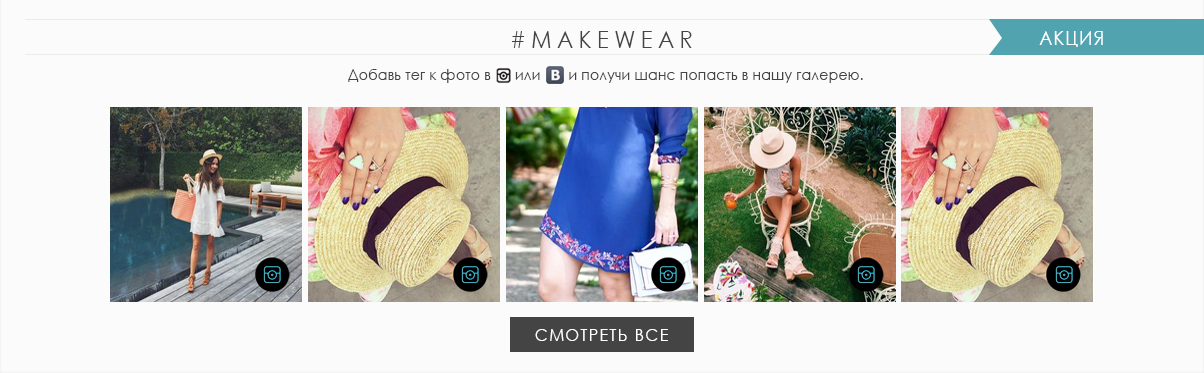 #MAKEWEAR
АКЦИЯ
Добавь тег к фото в или B и получи шанс попасть в нашу галерею.
СМОТРЕТЬ ВСЕ